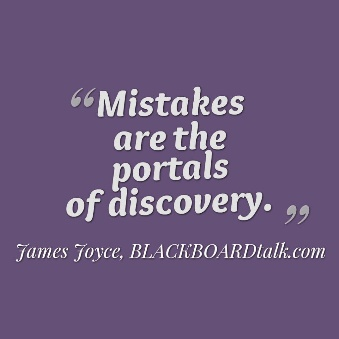 “Mistakes
are the
portals
of discovery.”
James Joyce, BLACKBOARDtalk.com